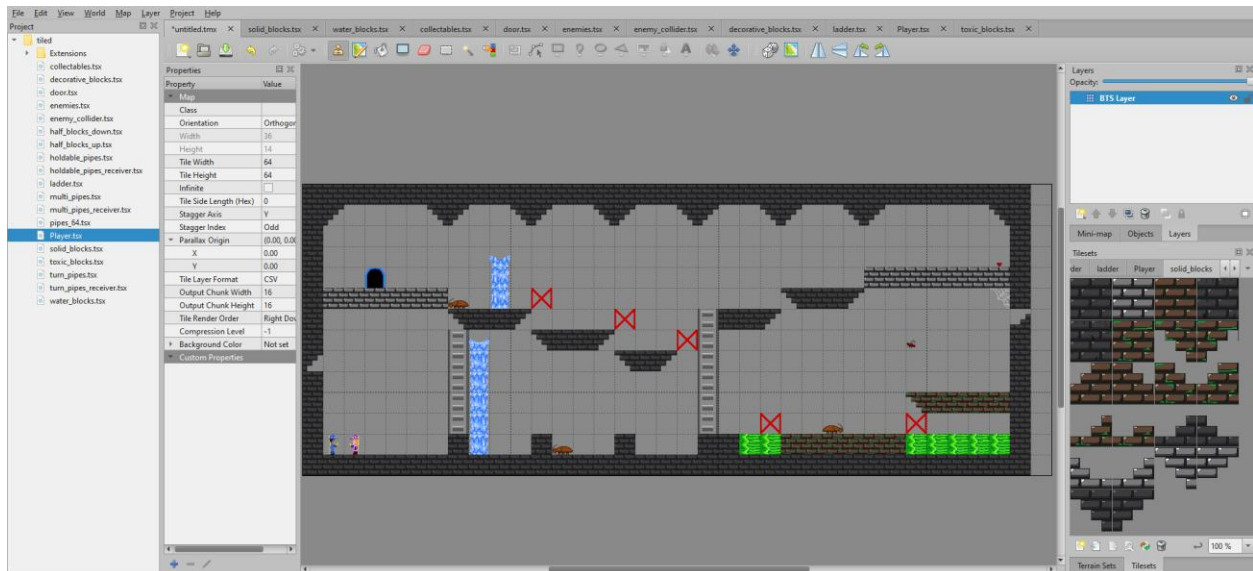 File Edit View World Map Layer Project Help
Project
tiled
Extensions
collectables.tsx
decorative_blocks.tsx
door.tsx
enemies.tsx
enemy_collider.tsx
half_blocks_down.tsx
half_blocks_up.tsx
holdable_pipes.tsx
holdable_pipes_receiver.tsx
ladder.tsx
multi_pipes.tsx
multi_pipes_receiver.tsx
pipes_64.tsx
Player.tsx
solid_blocks.tsx
toxic_blocks.tsx
turn_pipes.tsx
turn_pipes_receiver.tsx
water_blocks.tsx
*untitled.tmx solid_blocks.tsx water_blocks.tsx collectables.tsx door.tsx enemies.tsx enemy_collider.tsx decorative_blocks.tsx ladder.tsx Player.tsx toxic_blocks.tsx
Properties
Property Value
Map
Class
Orientation Orthogor
Width 36
Height 14
Tile Width 64
Tile Height 64
Infinite
Tile Side Length (Hex) 0
Stagger Axis Y
Stagger Index Odd
Parallax Origin (0.00, 0.00
X 0.00
Y 0.00
Tile Layer Format CSV
Output Chunk Width 16
Output Chunk Height 16
Tile Render Order Right Dov
Compression Level -1
Background Color Not set
Custom Properties
Layers
Opacity:
BTS Layer
Mini-map Objects Layers
Tilesets
der ladder Player solid_blocks
100 %
Terrain Sets Tilesets